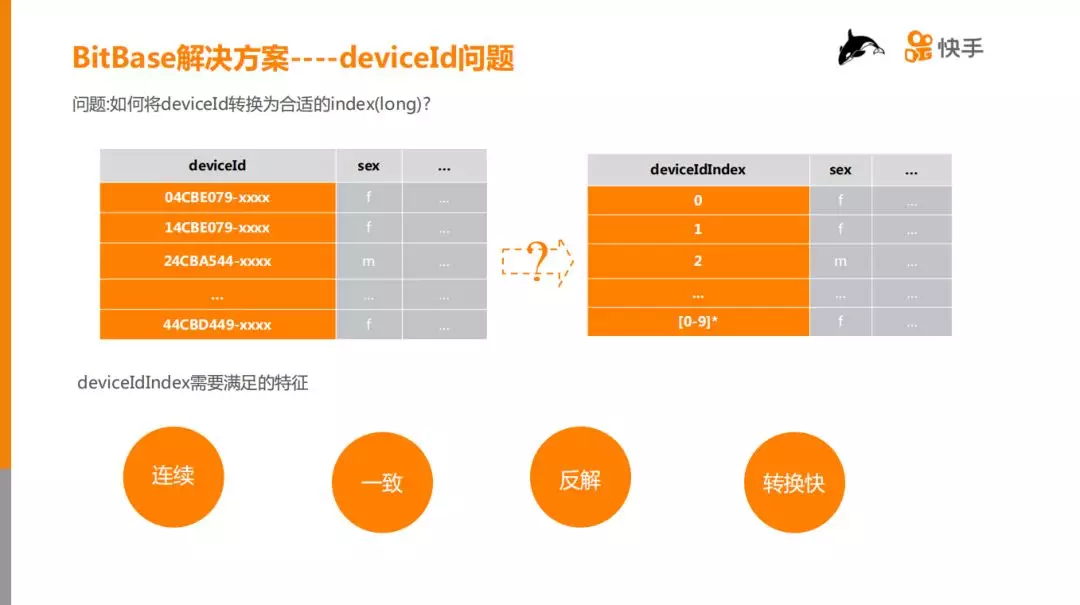 BitBase解决方案----deviceId问题
快手
问题:如何将deviceId转换为合适的index(long)?
deviceId sex ...
04CBE079-xxxx f ...
14CBE079-xxxx f ...
24CBA544-xxxx m ...
... ... ...
44CBD449-xxxx f ...
?
deviceIdIndex sex ...
0 f ...
1 f ...
2 m ...
... ... ...
[0-9]* f ...
deviceIdIndex需要满足的特征
连续
一致
反解
转换快